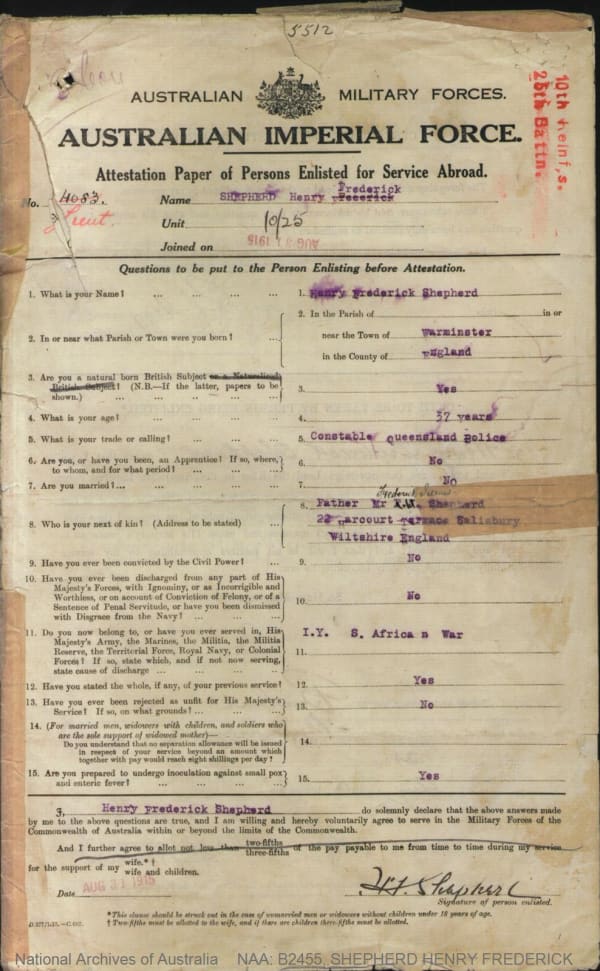 5512
AUSTRALIAN MILITARY FORCES.
AUSTRALIAN IMPERIAL FORCE.
10th Reinf,s.
25th Battn.
Attestation Paper of Persons Enlisted for Service Abroad.
No. 4083. Name SHEPHERD Henry Frederick
Lieut.
Unit 10/25
Joined on AUG 31 1915
Questions to be put to the Person Enlisting before Attestation.
1. What is your Name? ... ... ... ... 1. Henry Frederick Shepherd
2. In or near what Parish or Town were you born? ... 2. In the Parish of in or
near the Town of Warminster
in the County of England
3. Are you a natural born British Subject or a Naturalised
British Subject? (N.B.—If the latter, papers to be
shown.) ... ... ... ... 3. Yes
4. What is your age? ... ... ... ... 4. 37 years
5. What is your trade or calling? ... ... ... 5. Constable Queensland Police
6. Are you, or have you been, an Apprentice? If so, where,
to whom, and for what period? ... ... ... 6. No
7. Are you married?... ... ... ... ... 7. No
Frederick
8. Who is your next of kin? (Address to be stated) ... 8. Father Mr Shepherd
22 Harcourt Terrace Salisbury
Wiltshire England
9. Have you ever been convicted by the Civil Power? ... 9. No
10. Have you ever been discharged from any part of His
Majesty's Forces, with Ignominy, or as Incorrigible and
Worthless, or on account of Conviction of Felony, or of a
Sentence of Penal Servitude, or have you been dismissed
with Disgrace from the Navy? ... ... ... 10. No
11. Do you now belong to, or have you ever served in, His
Majesty's Army, the Marines, the Militia, the Militia
Reserve, the Territorial Force, Royal Navy, or Colonial
Forces? If so, state which, and if not now serving,
state cause of discharge ... ... ... ... 11. I.Y. S. Africa n War
12. Have you stated the whole, if any, of your previous service? 12. Yes
13. Have you ever been rejected as unfit for His Majesty's
Service? If so, on what grounds? ... ... ... 13. No
14. (For married men, widowers with children, and soldiers who
are the sole support of widowed mother)—
Do you understand that no separation allowance will be issued
in respect of your service beyond an amount which
together with pay would reach eight shillings per day? 14.
15. Are you prepared to undergo inoculation against small pox
and enteric fever? ... ... ... ... 15. Yes
I, Henry Frederick Shepherd do solemnly declare that the above answers made
by me to the above questions are true, and I am willing and hereby voluntarily agree to serve in the Military Forces of the
Commonwealth of Australia within or beyond the limits of the Commonwealth.
And I further agree to allot not less than two-fifths
three-fifths of the pay payable to me from time to time during my service
for the support of my wife.* †
wife and children.
Date AUG 31 1915
H F Shepherd
Signature of person enlisted.
*This clause should be struck out in the case of unmarried men or widowers without children under 18 years of age.
† Two-fifths must be allotted to the wife, and if there are children three-fifths must be allotted.
National Archives of Australia NAA: B2455, SHEPHERD HENRY FREDERICK